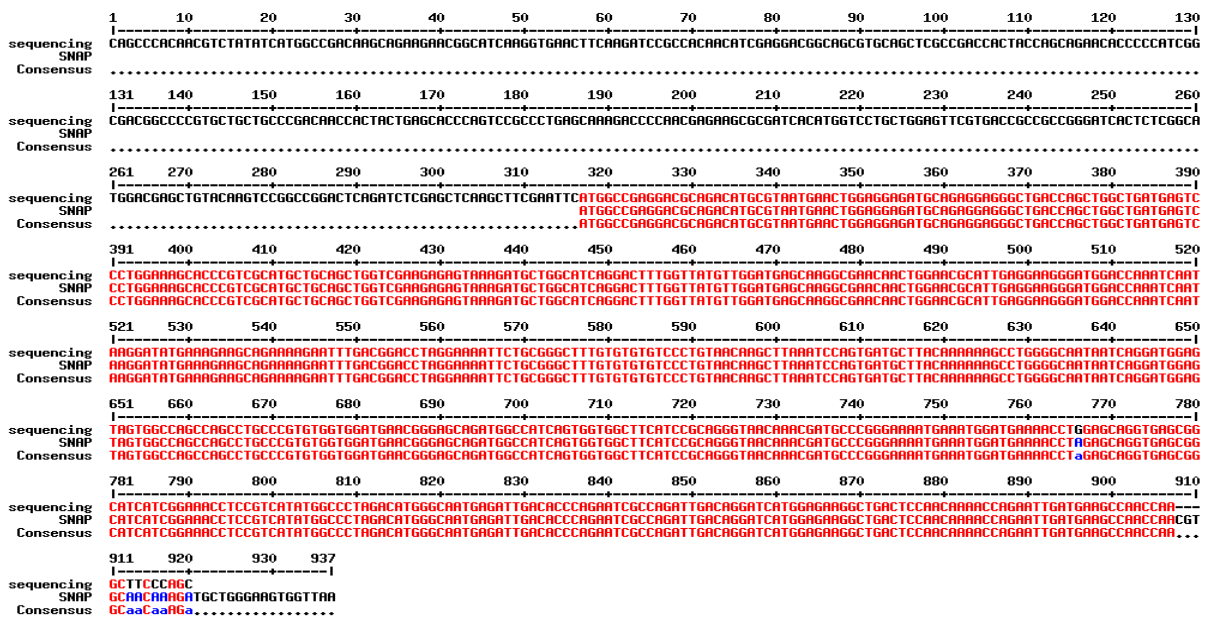 1 10 20 30 40 50 60 70 80 90 100 110 120 130
|--------+---------+---------+---------+---------+---------+---------+---------+---------+---------+---------+---------+---------|
sequencing CAGCCCACAACGTCTATATCATGGCCGACAAGCAGAAGAACGGCATCAAGGTGAACTTCAAGATCCGCCACAACATCGAGGACGGCAGCGTGCAGCTCGCCGACCACTACCAGCAGAACACCCCCATCGG
SNAP
Consensus ..................................................................................................................................
131 140 150 160 170 180 190 200 210 220 230 240 250 260
|--------+---------+---------+---------+---------+---------+---------+---------+---------+---------+---------+---------+---------|
sequencing CGACGGCCCCGTGCTGCTGCCCGACAACCACTACTGAGCACCCAGTCCGCCCTGAGCAAAGACCCCAACGAGAAGCGCGATCACATGGTCCTGCTGGAGTTCGTGACCGCCGCCGGGATCACTCTCGGCA
SNAP
Consensus ..................................................................................................................................
261 270 280 290 300 310 320 330 340 350 360 370 380 390
|--------+---------+---------+---------+---------+---------+---------+---------+---------+---------+---------+---------+---------|
sequencing TGGACGAGCTGTACAAGTCCGGCCGGACTCAGATCTCGAGCTCAAGCTTCGAATTCATGGCCGAGGACGCAGACATGCGTAATGAACTGGAGGAGATGCAGAGGAGGGCTGACCAGCTGGCTGATGAGTC
SNAP ATGGCCGAGGACGCAGACATGCGTAATGAACTGGAGGAGATGCAGAGGAGGGCTGACCAGCTGGCTGATGAGTC
Consensus ........................................................ATGGCCGAGGACGCAGACATGCGTAATGAACTGGAGGAGATGCAGAGGAGGGCTGACCAGCTGGCTGATGAGTC
391 400 410 420 430 440 450 460 470 480 490 500 510 520
|--------+---------+---------+---------+---------+---------+---------+---------+---------+---------+---------+---------+---------|
sequencing CCTGGAAAGCACCCGTCGCATGCTGCAGCTGGTCGAAGAGAGTAAAGATGCTGGCATCAGGACTTTGGTTATGTTGGATGAGCAAGGCGAACAACTGGAACGCATTGAGGAAGGGATGGACCAAATCAAT
SNAP CCTGGAAAGCACCCGTCGCATGCTGCAGCTGGTCGAAGAGAGTAAAGATGCTGGCATCAGGACTTTGGTTATGTTGGATGAGCAAGGCGAACAACTGGAACGCATTGAGGAAGGGATGGACCAAATCAAT
Consensus CCTGGAAAGCACCCGTCGCATGCTGCAGCTGGTCGAAGAGAGTAAAGATGCTGGCATCAGGACTTTGGTTATGTTGGATGAGCAAGGCGAACAACTGGAACGCATTGAGGAAGGGATGGACCAAATCAAT
521 530 540 550 560 570 580 590 600 610 620 630 640 650
|--------+---------+---------+---------+---------+---------+---------+---------+---------+---------+---------+---------+---------|
sequencing AAGGATATGAAAGAAGCAGAAAAGAATTTGACGGACCTAGGAAAATTCTGCGGGCTTTGTGTGTGTCCCTGTAACAAGCTTAAATCCAGTGATGCTTACAAAAAAGCCTGGGGCAATAATCAGGATGGAG
SNAP AAGGATATGAAAGAAGCAGAAAAGAATTTGACGGACCTAGGAAAATTCTGCGGGCTTTGTGTGTGTCCCTGTAACAAGCTTAAATCCAGTGATGCTTACAAAAAAGCCTGGGGCAATAATCAGGATGGAG
Consensus AAGGATATGAAAGAAGCAGAAAAGAATTTGACGGACCTAGGAAAATTCTGCGGGCTTTGTGTGTGTCCCTGTAACAAGCTTAAATCCAGTGATGCTTACAAAAAAGCCTGGGGCAATAATCAGGATGGAG
651 660 670 680 690 700 710 720 730 740 750 760 770 780
|--------+---------+---------+---------+---------+---------+---------+---------+---------+---------+---------+---------+---------|
sequencing TAGTGGCCAGCCAGCCTGCCCGTGTGGTGGATGAACGGGAGCAGATGGCCATCAGTGGTGGCTTCATCCGCAGGGTAACAAACGATGCCCGGGAAAATGAAATGGATGAAAACCTGGAGCAGGTGAGCGG
SNAP TAGTGGCCAGCCAGCCTGCCCGTGTGGTGGATGAACGGGAGCAGATGGCCATCAGTGGTGGCTTCATCCGCAGGGTAACAAACGATGCCCGGGAAAATGAAATGGATGAAAACCTAGAGCAGGTGAGCGG
Consensus TAGTGGCCAGCCAGCCTGCCCGTGTGGTGGATGAACGGGAGCAGATGGCCATCAGTGGTGGCTTCATCCGCAGGGTAACAAACGATGCCCGGGAAAATGAAATGGATGAAAACCTaGAGCAGGTGAGCGG
781 790 800 810 820 830 840 850 860 870 880 890 900 910
|--------+---------+---------+---------+---------+---------+---------+---------+---------+---------+---------+---------+---------|
sequencing CATCATCGGAAACCTCCGTCATATGGCCCTAGACATGGGCAATGAGATTGACACCCAGAATCGCCAGATTGACAGGATCATGGAGAAGGCTGACTCCAACAAAACCAGAATTGATGAAGCCAACCAA---
SNAP CATCATCGGAAACCTCCGTCATATGGCCCTAGACATGGGCAATGAGATTGACACCCAGAATCGCCAGATTGACAGGATCATGGAGAAGGCTGACTCCAACAAAACCAGAATTGATGAAGCCAACCAACGT
Consensus CATCATCGGAAACCTCCGTCATATGGCCCTAGACATGGGCAATGAGATTGACACCCAGAATCGCCAGATTGACAGGATCATGGAGAAGGCTGACTCCAACAAAACCAGAATTGATGAAGCCAACCAA...
911 920 930 937
|--------+---------+------|
sequencing GCTTCCCAGC
SNAP GCAACAAAGATGCTGGGAAGTGGTTAA
Consensus GCaaCaaAGa.................